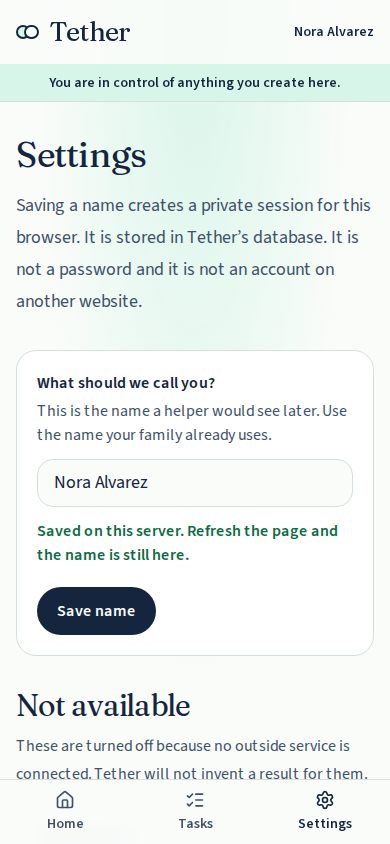 Tether
Nora Alvarez
You are in control of anything you create here.
Settings
Saving a name creates a private session for this
browser. It is stored in Tether’s database. It is
not a password and it is not an account on
another website.
What should we call you?
This is the name a helper would see later. Use
the name your family already uses.
Nora Alvarez
Saved on this server. Refresh the page and
the name is still here.
Save name
Not available
These are turned off because no outside service is
connected. Tether will not invent a result for them.
Home
Tasks
Settings